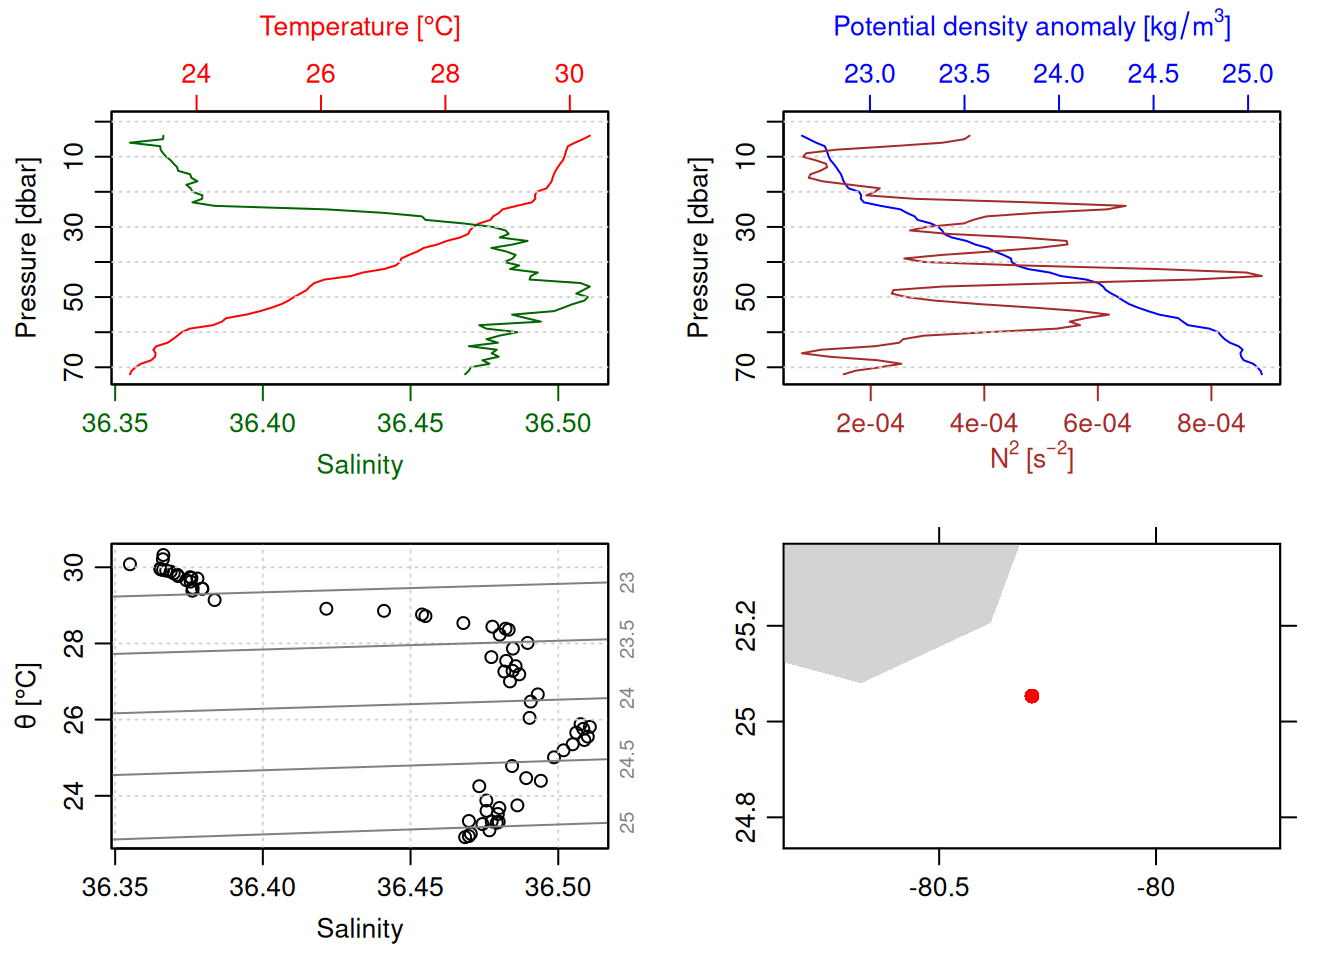 Temperature [°C]
24 26 28 30
Pressure [dbar]
10
30
50
70
36.35 36.40 36.45 36.50
Salinity
Potential density anomaly [kg/m³]
23.0 23.5 24.0 24.5 25.0
Pressure [dbar]
10
30
50
70
2e-04 4e-04 6e-04 8e-04
N² [s⁻²]
θ [°C]
30
28
26
24
23
23.5
24
24.5
25
36.35 36.40 36.45 36.50
Salinity
25.2
25
24.8
-80.5 -80